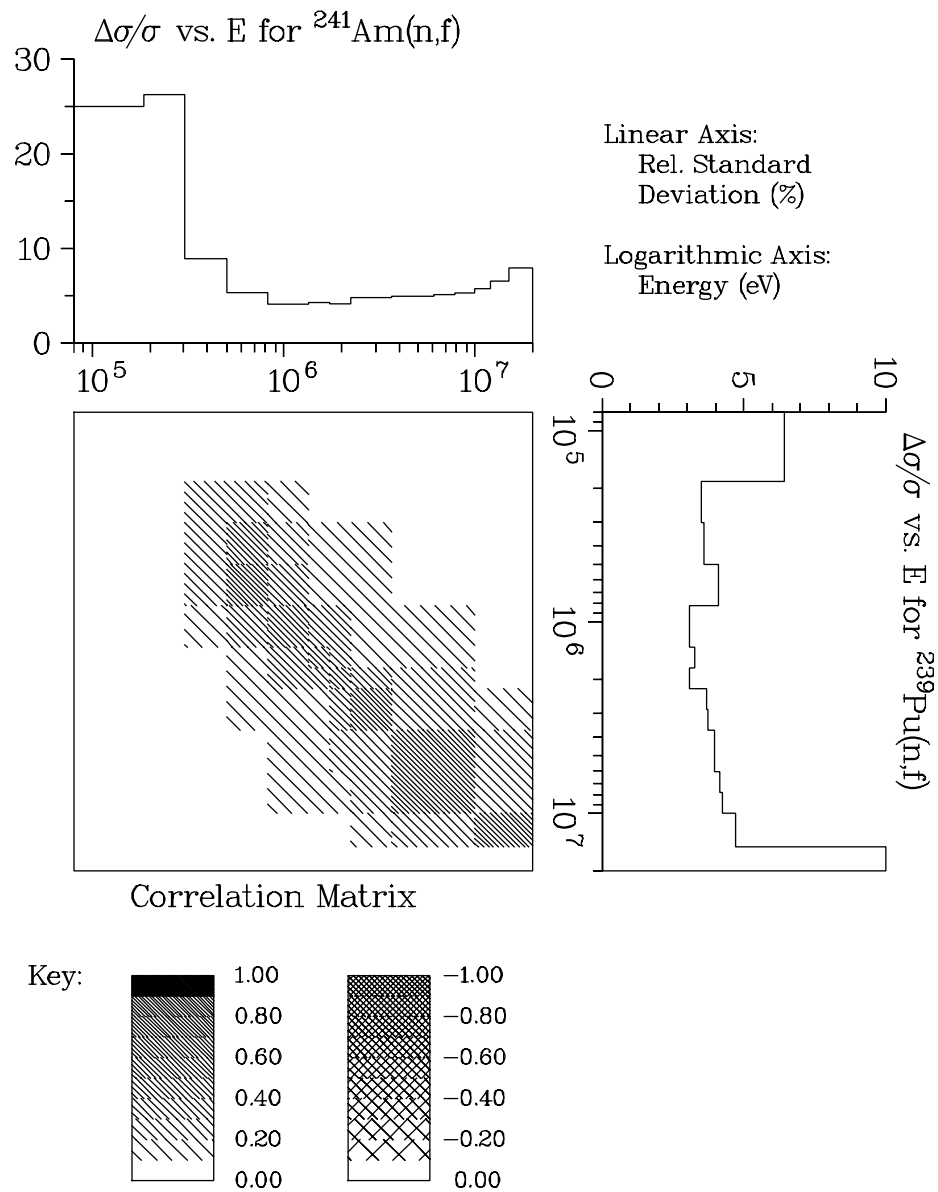 Δσ/σ vs. E for ²⁴¹Am(n,f)
30
20
10
0
10⁵ 10⁶ 10⁷
Linear Axis:
Rel. Standard
Deviation (%)
Logarithmic Axis:
Energy (eV)
0 5 10
10⁵
10⁶
10⁷
Δσ/σ vs. E for ²³⁹Pu(n,f)
Correlation Matrix
Key:
1.00
0.80
0.60
0.40
0.20
0.00
−1.00
−0.80
−0.60
−0.40
−0.20
0.00